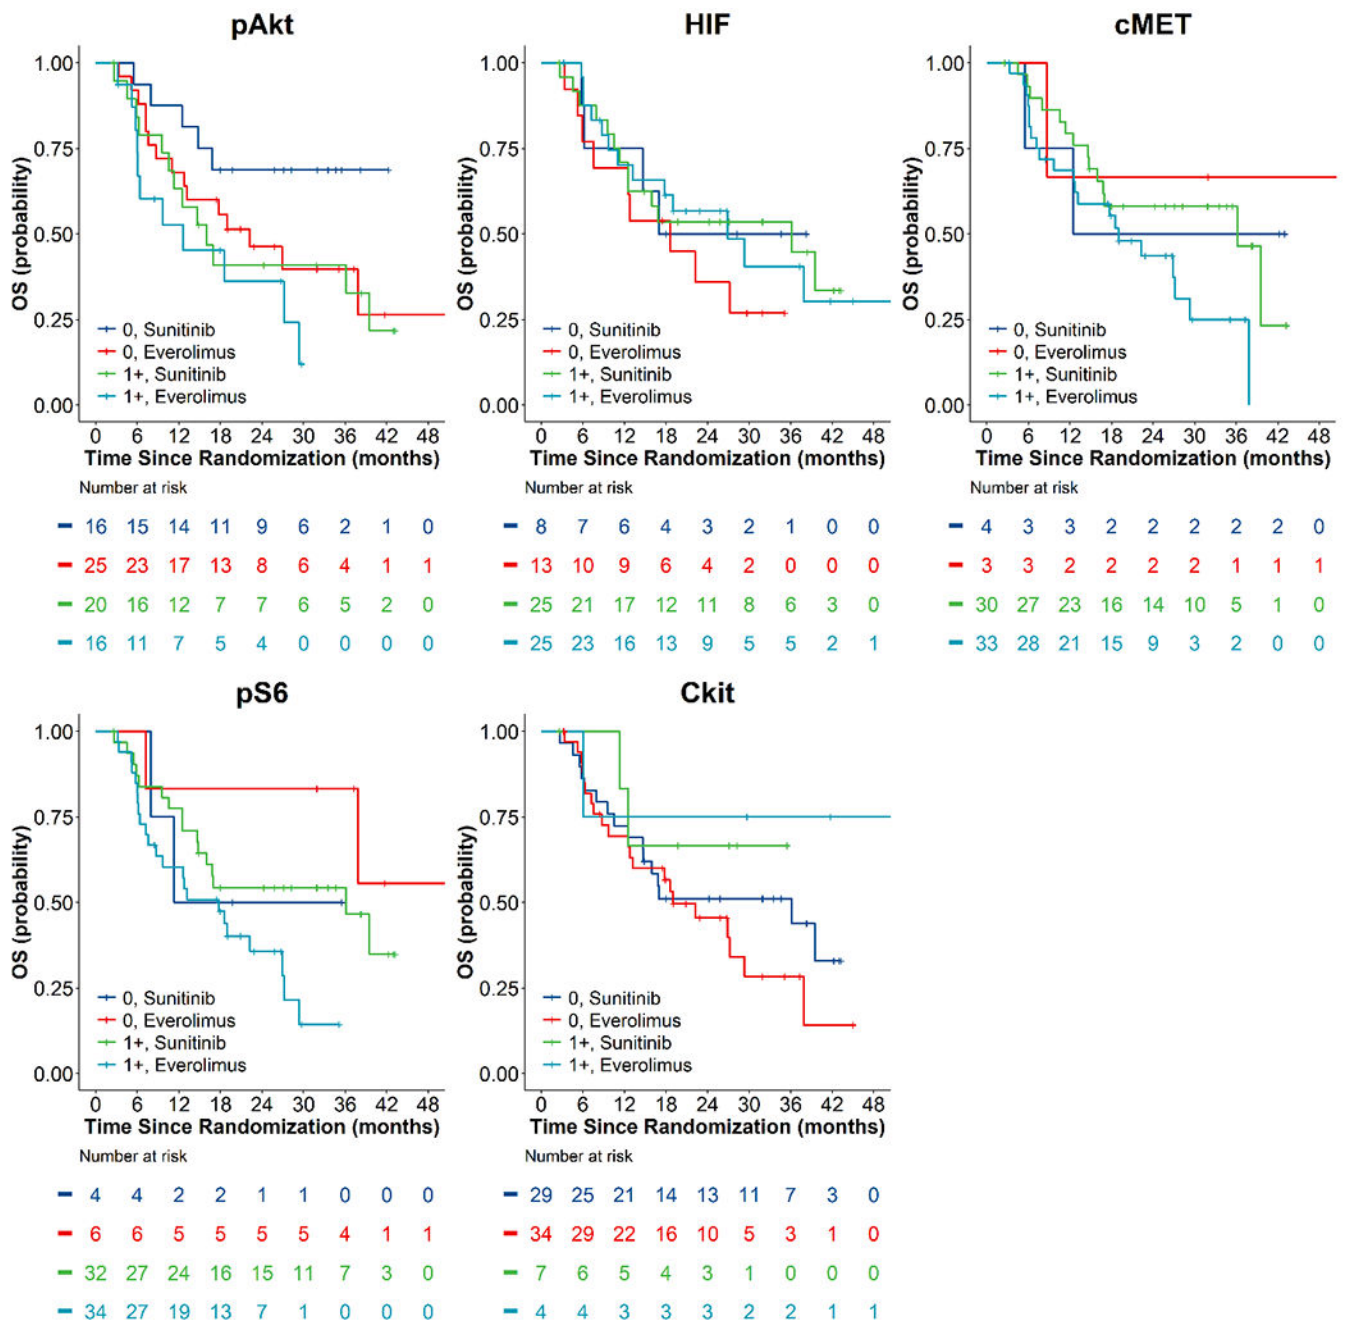 pAkt
HIF
cMET
OS (probability)
1.00
0.75
0.50
0.25
0.00
0, Sunitinib
0, Everolimus
1+, Sunitinib
1+, Everolimus
0 6 12 18 24 30 36 42 48
Time Since Randomization (months)
Number at risk
16 15 14 11 9 6 2 1 0
25 23 17 13 8 6 4 1 1
20 16 12 7 7 6 5 2 0
16 11 7 5 4 0 0 0 0
OS (probability)
1.00
0.75
0.50
0.25
0.00
0, Sunitinib
0, Everolimus
1+, Sunitinib
1+, Everolimus
0 6 12 18 24 30 36 42 48
Time Since Randomization (months)
Number at risk
8 7 6 4 3 2 1 0 0
13 10 9 6 4 2 0 0 0
25 21 17 12 11 8 6 3 0
25 23 16 13 9 5 5 2 1
OS (probability)
1.00
0.75
0.50
0.25
0.00
0, Sunitinib
0, Everolimus
1+, Sunitinib
1+, Everolimus
0 6 12 18 24 30 36 42 48
Time Since Randomization (months)
Number at risk
4 3 3 2 2 2 2 2 0
3 3 2 2 2 2 1 1 1
30 27 23 16 14 10 5 1 0
33 28 21 15 9 3 2 0 0
pS6
Ckit
OS (probability)
1.00
0.75
0.50
0.25
0.00
0, Sunitinib
0, Everolimus
1+, Sunitinib
1+, Everolimus
0 6 12 18 24 30 36 42 48
Time Since Randomization (months)
Number at risk
4 4 2 2 1 1 0 0 0
6 6 5 5 5 5 4 1 1
32 27 24 16 15 11 7 3 0
34 27 19 13 7 1 0 0 0
OS (probability)
1.00
0.75
0.50
0.25
0.00
0, Sunitinib
0, Everolimus
1+, Sunitinib
1+, Everolimus
0 6 12 18 24 30 36 42 48
Time Since Randomization (months)
Number at risk
29 25 21 14 13 11 7 3 0
34 29 22 16 10 5 3 1 0
7 6 5 4 3 1 0 0 0
4 4 3 3 3 2 2 1 1